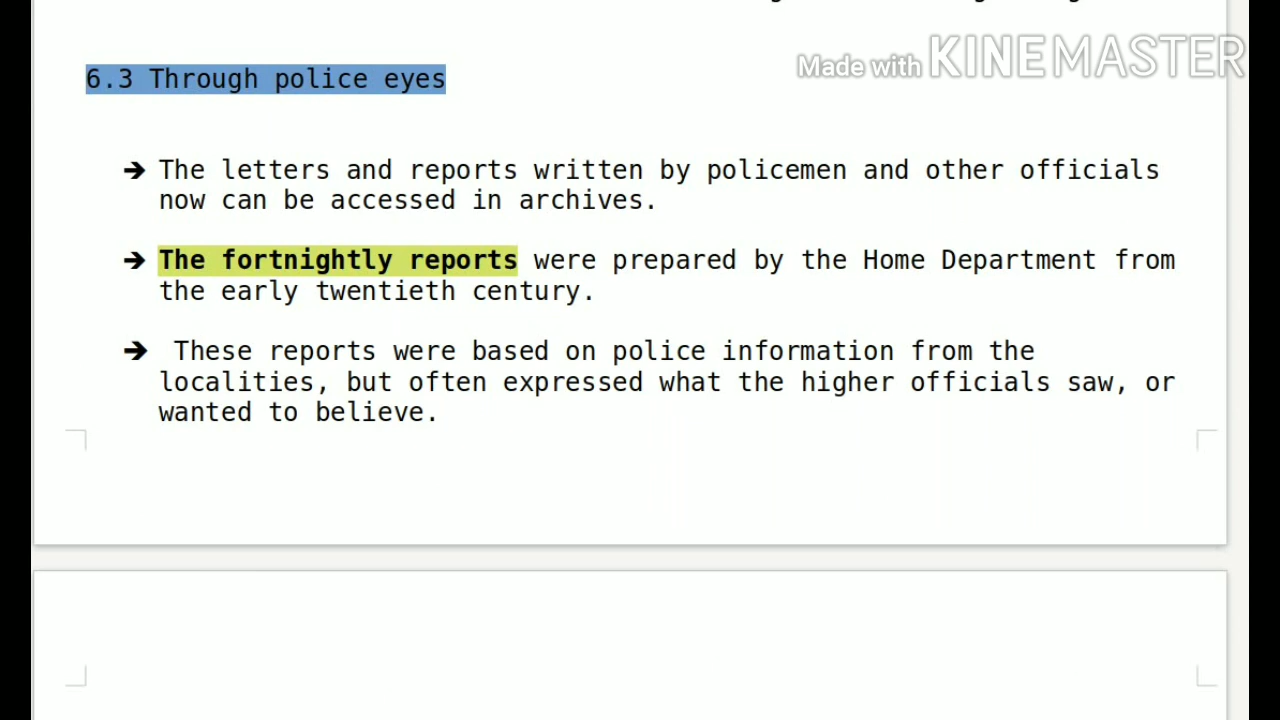 Made with KINEMASTER
6.3 Through police eyes
➔ The letters and reports written by policemen and other officials
now can be accessed in archives.
➔ The fortnightly reports were prepared by the Home Department from
the early twentieth century.
➔ These reports were based on police information from the
localities, but often expressed what the higher officials saw, or
wanted to believe.